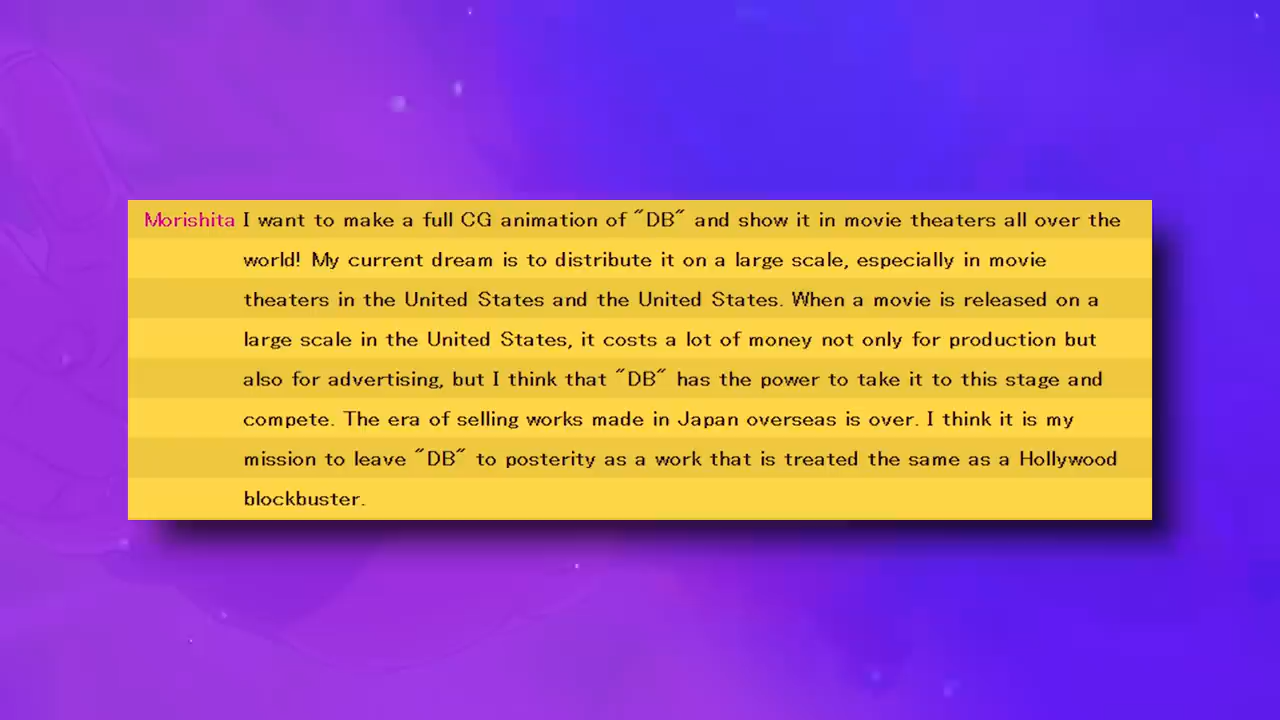 Morishita I want to make a full CG animation of "DB" and show it in movie theaters all over the
world! My current dream is to distribute it on a large scale, especially in movie
theaters in the United States and the United States. When a movie is released on a
large scale in the United States, it costs a lot of money not only for production but
also for advertising, but I think that "DB" has the power to take it to this stage and
compete. The era of selling works made in Japan overseas is over. I think it is my
mission to leave "DB" to posterity as a work that is treated the same as a Hollywood
blockbuster.